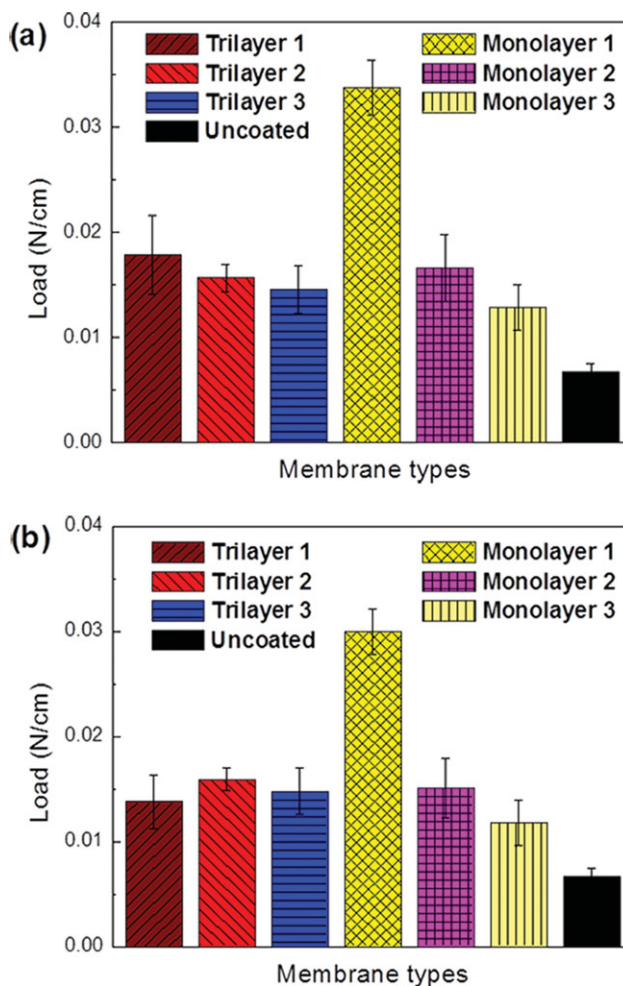 (a)
0.04
0.03
0.02
0.01
0.00
Load (N/cm)
Trilayer 1
Monolayer 1
Trilayer 2
Monolayer 2
Trilayer 3
Monolayer 3
Uncoated
Membrane types
(b)
0.04
0.03
0.02
0.01
0.00
Load (N/cm)
Trilayer 1
Monolayer 1
Trilayer 2
Monolayer 2
Trilayer 3
Monolayer 3
Uncoated
Membrane types